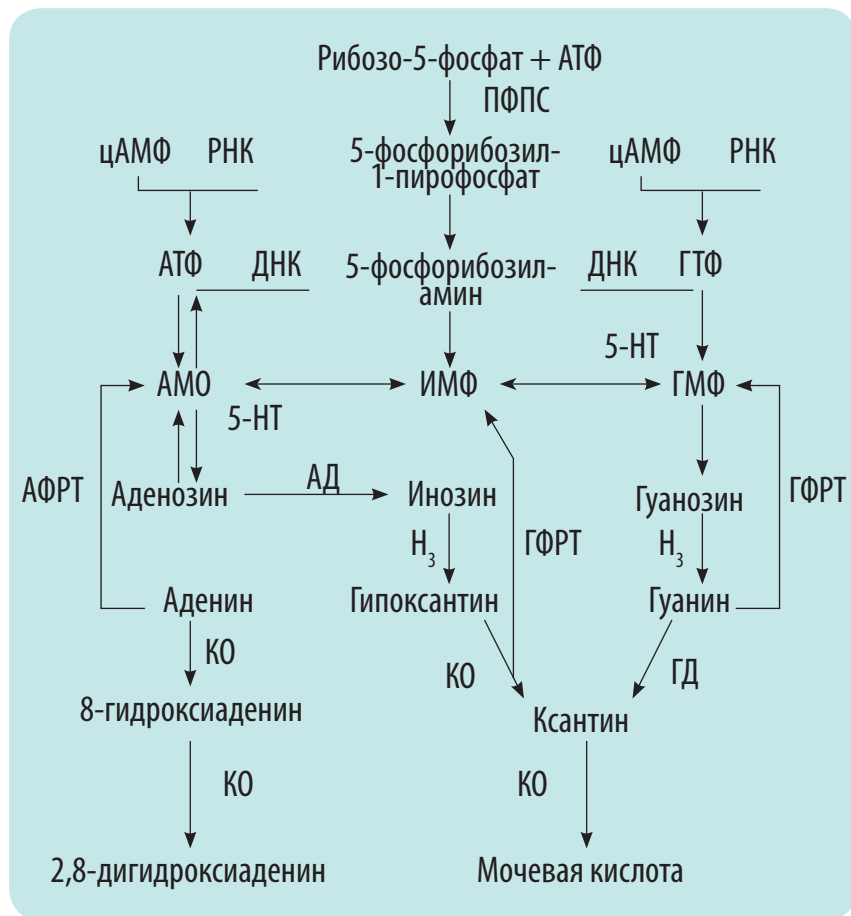 Рибозо-5-фосфат + АТФ
ПФПС
цАМФ РНК
5-фосфорибозил-
1-пирофосфат
цАМФ РНК
АТФ ДНК
5-фосфорибозил-
амин
ДНК ГТФ
5-НТ
АМО
ИМФ
ГМФ
5-НТ
АФРТ
Аденозин
АД
Инозин
Гуанозин
ГФРТ
H₃
ГФРТ
H₃
Аденин
Гипоксантин
Гуанин
КО
КО
ГД
8-гидроксиаденин
Ксантин
КО
КО
2,8-дигидроксиаденин
Мочевая кислота